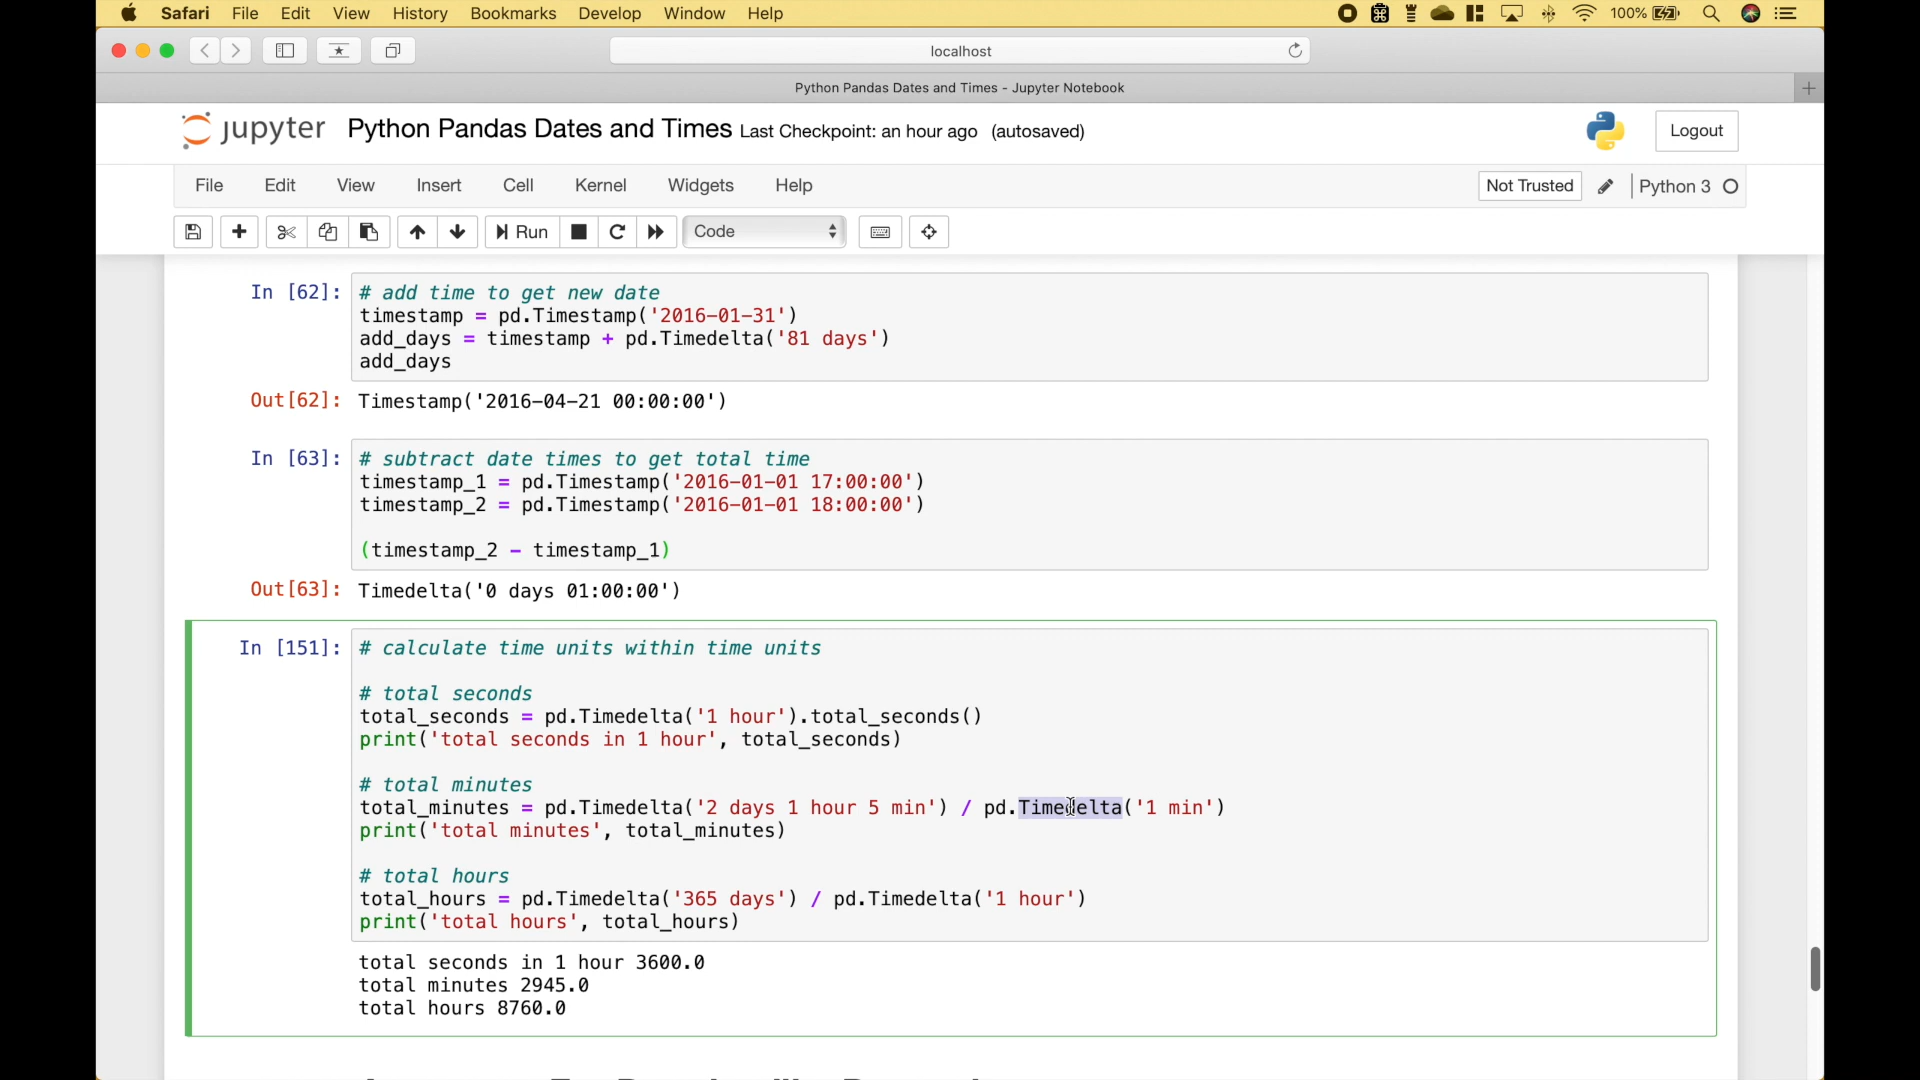 Safari File Edit View History Bookmarks Develop Window Help 100%
localhost
Python Pandas Dates and Times - Jupyter Notebook
jupyter Python Pandas Dates and Times Last Checkpoint: an hour ago (autosaved) Logout
File Edit View Insert Cell Kernel Widgets Help Not Trusted Python 3
Run Code
In [62]: # add time to get new date
timestamp = pd.Timestamp('2016-01-31')
add_days = timestamp + pd.Timedelta('81 days')
add_days
Out[62]: Timestamp('2016-04-21 00:00:00')
In [63]: # subtract date times to get total time
timestamp_1 = pd.Timestamp('2016-01-01 17:00:00')
timestamp_2 = pd.Timestamp('2016-01-01 18:00:00')
(timestamp_2 - timestamp_1)
Out[63]: Timedelta('0 days 01:00:00')
In [151]: # calculate time units within time units
# total seconds
total_seconds = pd.Timedelta('1 hour').total_seconds()
print('total seconds in 1 hour', total_seconds)
# total minutes
total_minutes = pd.Timedelta('2 days 1 hour 5 min') / pd.Timedelta('1 min')
print('total minutes', total_minutes)
# total hours
total_hours = pd.Timedelta('365 days') / pd.Timedelta('1 hour')
print('total hours', total_hours)
total seconds in 1 hour 3600.0
total minutes 2945.0
total hours 8760.0